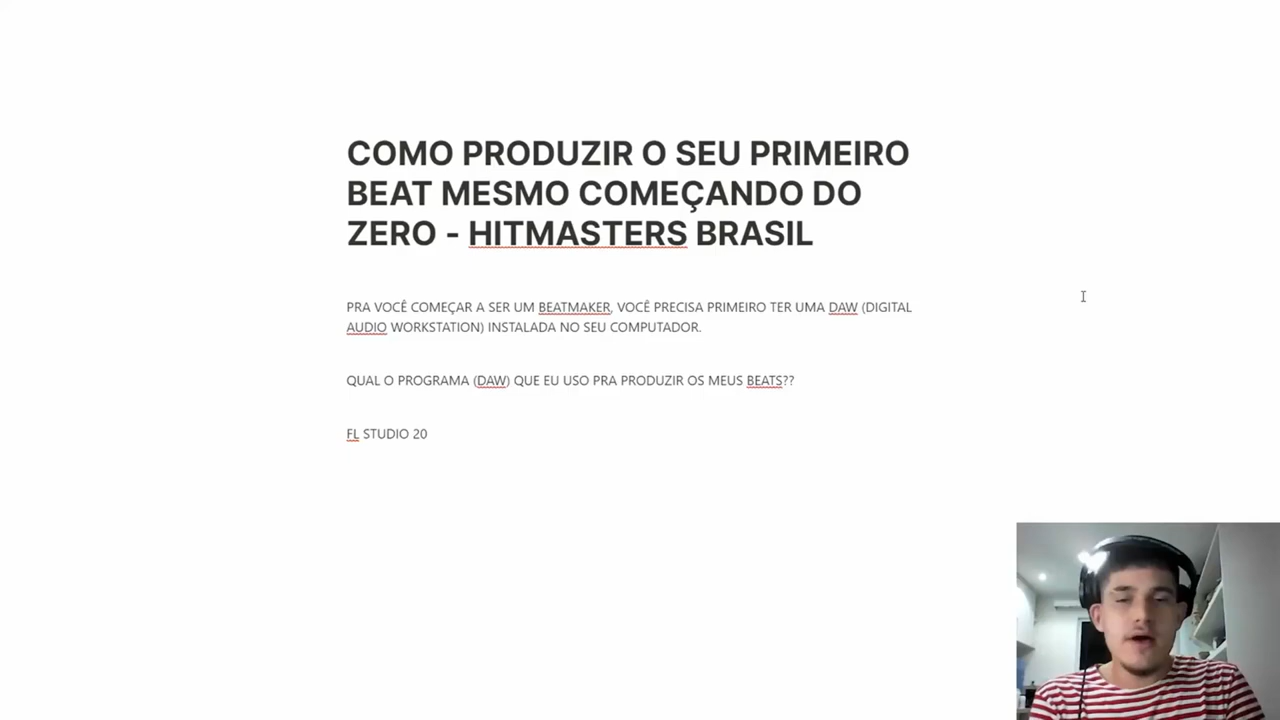 COMO PRODUZIR O SEU PRIMEIRO
BEAT MESMO COMEÇANDO DO
ZERO - HITMASTERS BRASIL
PRA VOCÊ COMEÇAR A SER UM BEATMAKER, VOCÊ PRECISA PRIMEIRO TER UMA DAW (DIGITAL
AUDIO WORKSTATION) INSTALADA NO SEU COMPUTADOR.
QUAL O PROGRAMA (DAW) QUE EU USO PRA PRODUZIR OS MEUS BEATS??
FL STUDIO 20